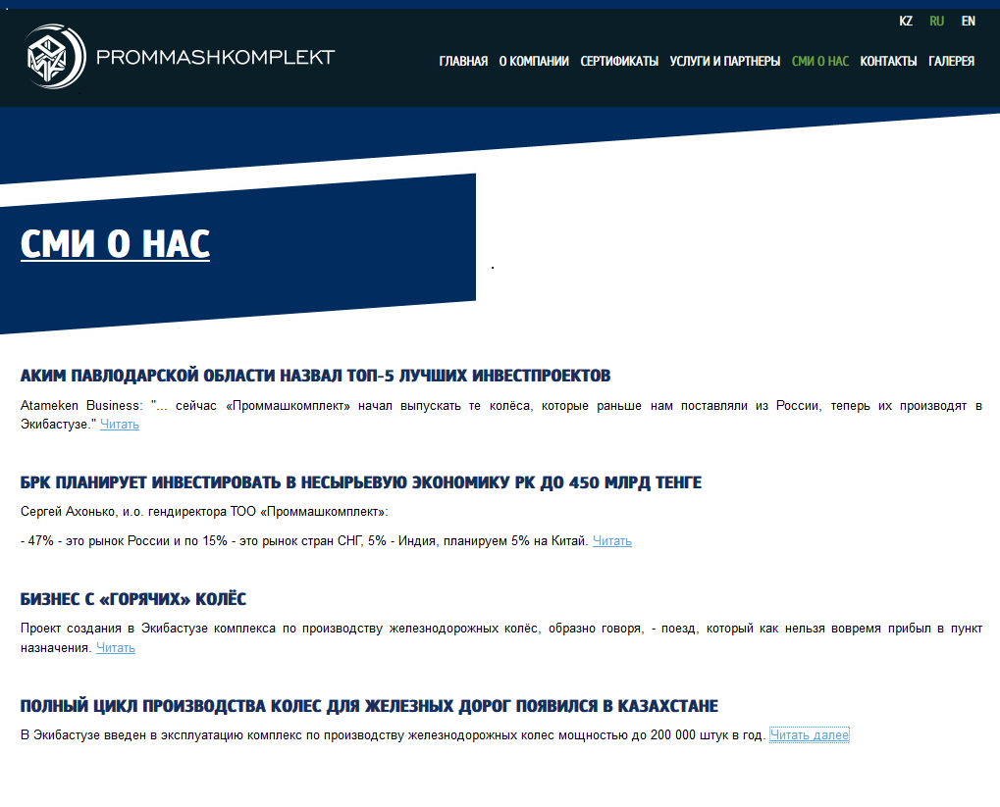 KZ RU EN
PROMMASHKOMPLEKT
ГЛАВНАЯ О КОМПАНИИ СЕРТИФИКАТЫ УСЛУГИ И ПАРТНЕРЫ СМИ О НАС КОНТАКТЫ ГАЛЕРЕЯ
СМИ О НАС
АКИМ ПАВЛОДАРСКОЙ ОБЛАСТИ НАЗВАЛ ТОП-5 ЛУЧШИХ ИНВЕСТПРОЕКТОВ
Atameken Business: "... сейчас «Проммашкомплект» начал выпускать те колёса, которые раньше нам поставляли из России, теперь их производят в
Экибастузе." Читать
БРК ПЛАНИРУЕТ ИНВЕСТИРОВАТЬ В НЕСЫРЬЕВУЮ ЭКОНОМИКУ РК ДО 450 МЛРД ТЕНГЕ
Сергей Ахонько, и.о. гендиректора ТОО «Проммашкомплект»:
- 47% - это рынок России и по 15% - это рынок стран СНГ, 5% - Индия, планируем 5% на Китай. Читать
БИЗНЕС С «ГОРЯЧИХ» КОЛЁС
Проект создания в Экибастузе комплекса по производству железнодорожных колёс, образно говоря, - поезд, который как нельзя вовремя прибыл в пункт
назначения. Читать
ПОЛНЫЙ ЦИКЛ ПРОИЗВОДСТВА КОЛЕС ДЛЯ ЖЕЛЕЗНЫХ ДОРОГ ПОЯВИЛСЯ В КАЗАХСТАНЕ
В Экибастузе введен в эксплуатацию комплекс по производству железнодорожных колес мощностью до 200 000 штук в год. Читать далее